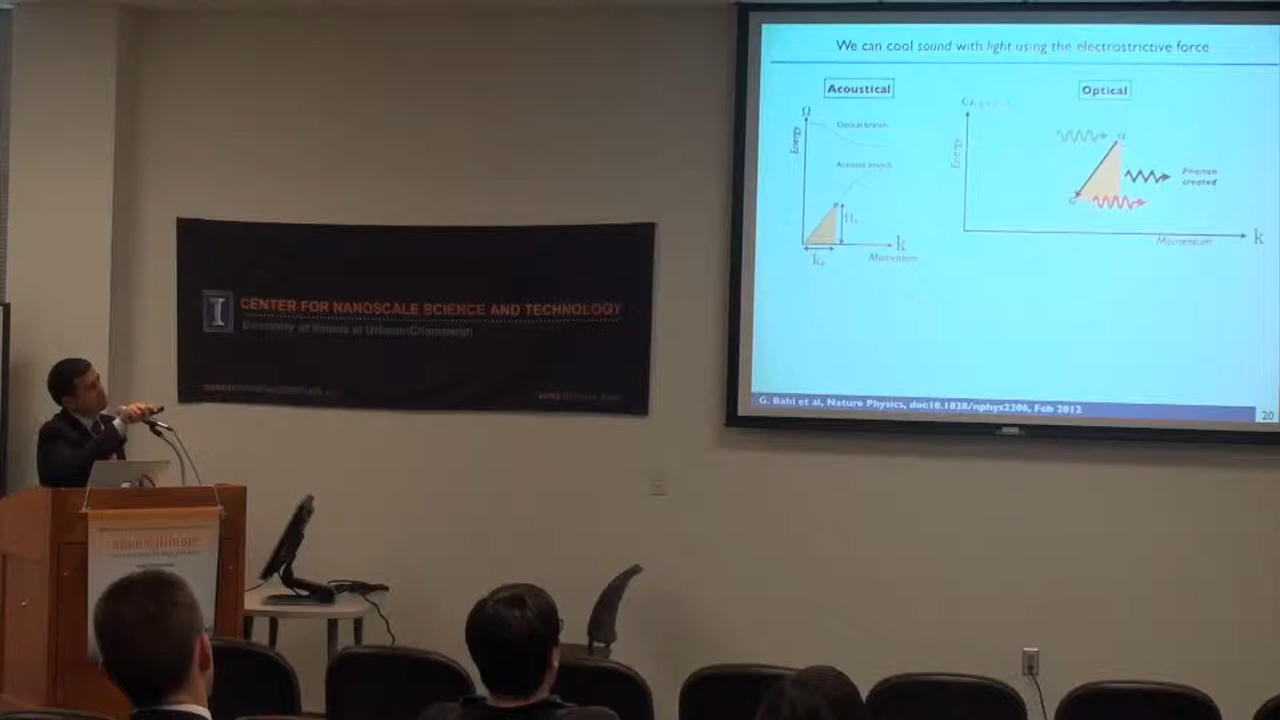 We can cool sound with light using the electrostrictive force
Acoustical
Optical
Ω
Energy
Optical branch
Acoustic branch
k
Momentum
Energy
Phonon
created
k
Momentum
G. Bahl et al, Nature Physics, doi:10.1038/nphys2206, Feb 2012
20
I
CENTER FOR NANOSCALE SCIENCE AND TECHNOLOGY
University of Illinois at Urbana-Champaign